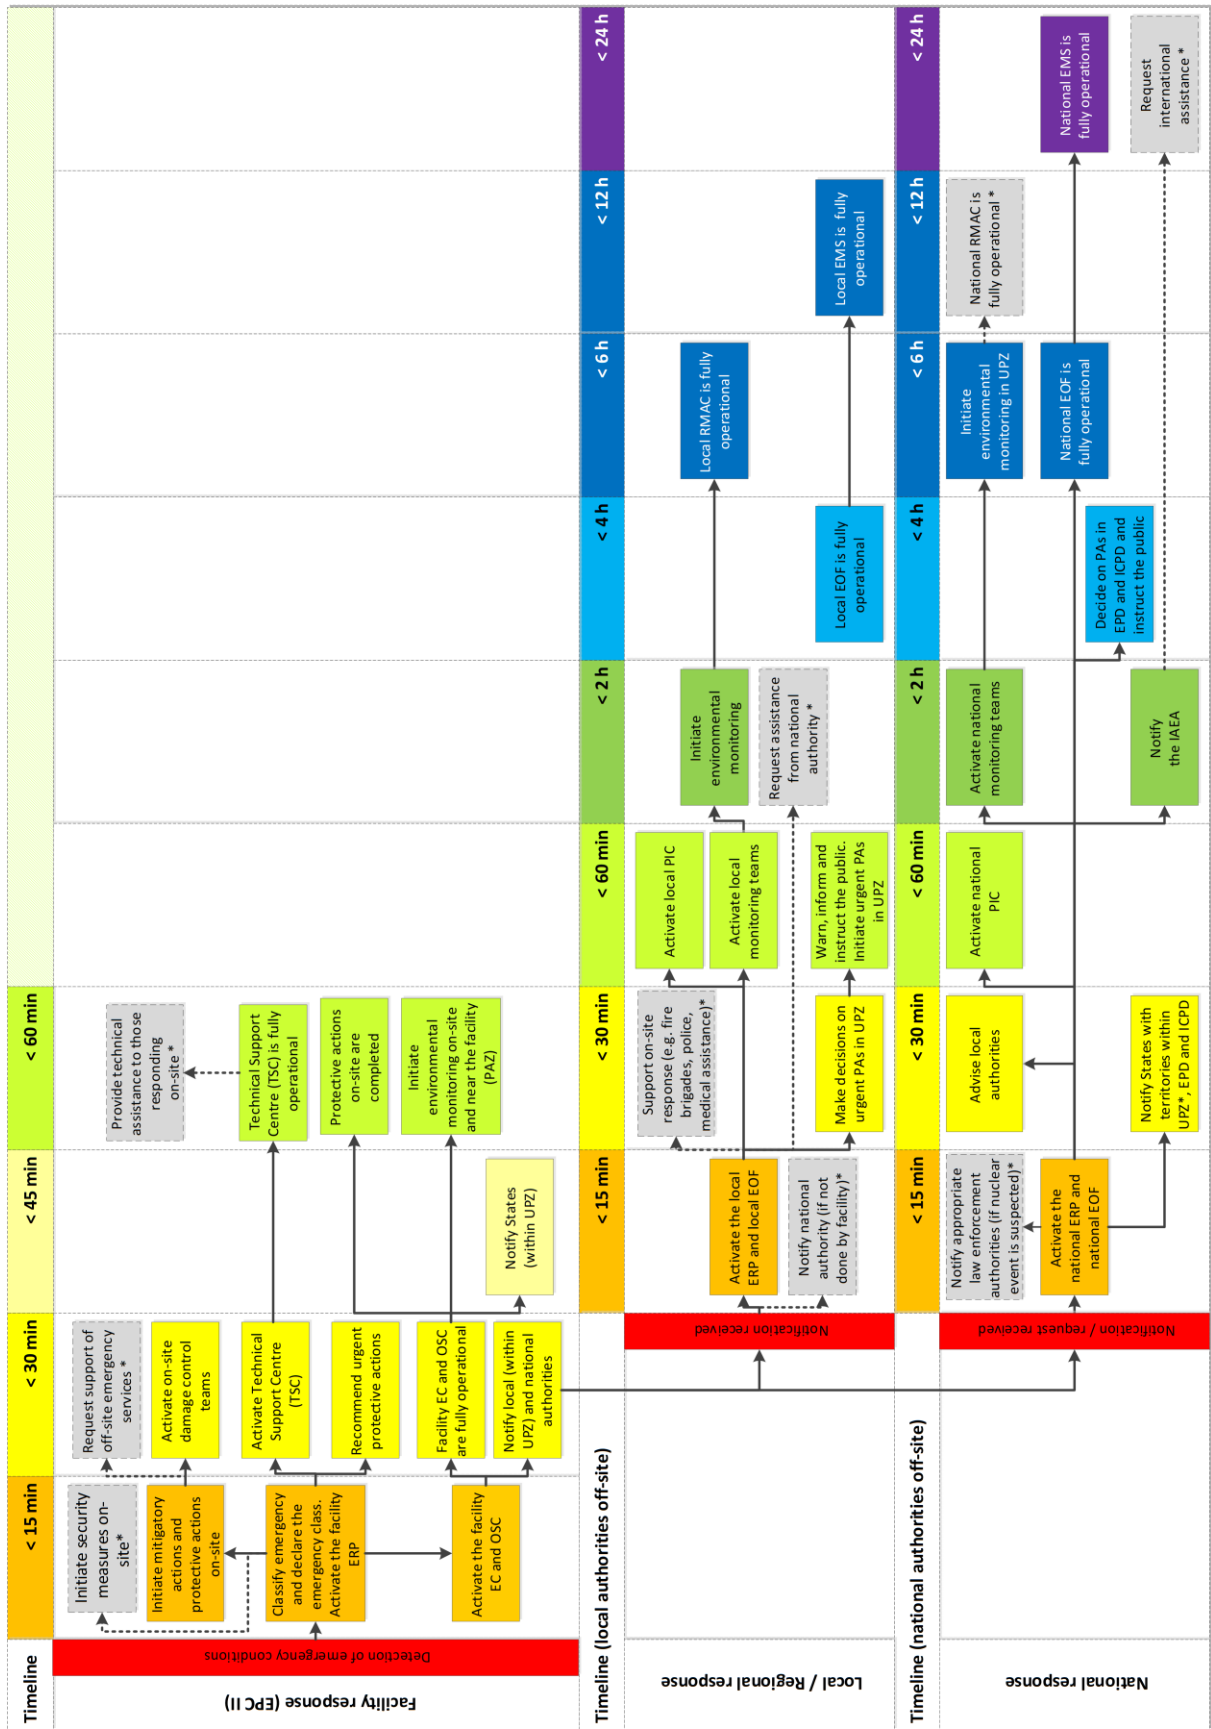 Timeline
< 15 min
< 30 min
< 45 min
< 60 min
Facility response (EPC II)
Detection of emergency conditions
Initiate security
measures on-
site*
Initiate mitigatory
actions and
protective actions
on-site
Classify emergency
and declare the
emergency class.
Activate the facility
ERP
Activate the facility
EC and OSC
Request support of
off-site emergency
services *
Activate on-site
damage control
teams
Activate Technical
Support Centre
(TSC)
Recommend urgent
protective actions
Facility EC and OSC
are fully operational
Notify local (within
UPZ) and national
authorities
Notify States
(within UPZ)
Provide technical
assistance to those
responding
on-site *
Technical Support
Centre (TSC) is fully
operational
Protective actions
on-site are
completed
Initiate
environmental
monitoring on-site
and near the facility
(PAZ)
Timeline (local authorities off-site)
< 15 min
< 30 min
< 60 min
< 2 h
< 4 h
< 6 h
< 12 h
< 24 h
Local / Regional response
Notification received
Activate the local
ERP and local EOF
Notify national
authority (if not
done by facility)*
Support on-site
response (e.g. fire
brigades, police,
medical assistance)*
Make decisions on
urgent PAs in UPZ
Activate local PIC
Activate local
monitoring teams
Warn, inform and
instruct the public.
Initiate urgent PAs
in UPZ
Initiate
environmental
monitoring
Request assistance
from national
authority *
Local EOF is fully
operational
Local RMAC is fully
operational
Local EMS is fully
operational
Timeline (national authorities off-site)
< 15 min
< 30 min
< 60 min
< 2 h
< 4 h
< 6 h
< 12 h
< 24 h
National response
Notification / request received
Notify appropriate
law enforcement
authorities (if nuclear
event is suspected)*
Activate the
national ERP and
national EOF
Advise local
authorities
Notify States with
territories within
UPZ*, EPD and ICPD
Activate national
PIC
Activate national
monitoring teams
Notify
the IAEA
Decide on PAs in
EPD and ICPD and
instruct the public
Initiate
environmental
monitoring in UPZ
National EOF is
fully operational
National RMAC is
fully operational *
National EMS is
fully operational
Request
international
assistance *